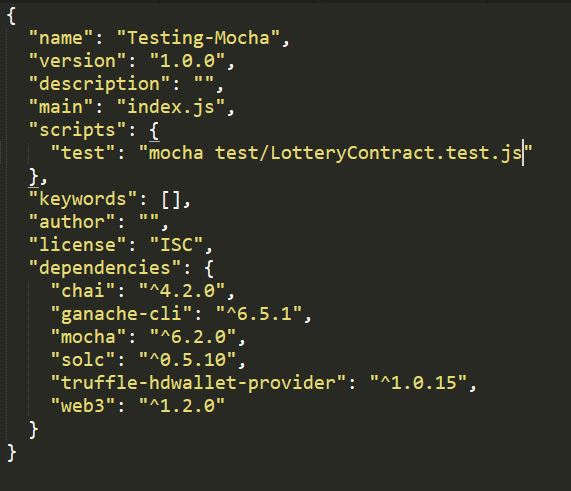 {
  "name": "Testing-Mocha",
  "version": "1.0.0",
  "description": "",
  "main": "index.js",
  "scripts": {
    "test": "mocha test/LotteryContract.test.js"
  },
  "keywords": [],
  "author": "",
  "license": "ISC",
  "dependencies": {
    "chai": "^4.2.0",
    "ganache-cli": "^6.5.1",
    "mocha": "^6.2.0",
    "solc": "^0.5.10",
    "truffle-hdwallet-provider": "^1.0.15",
    "web3": "^1.2.0"
  }
}